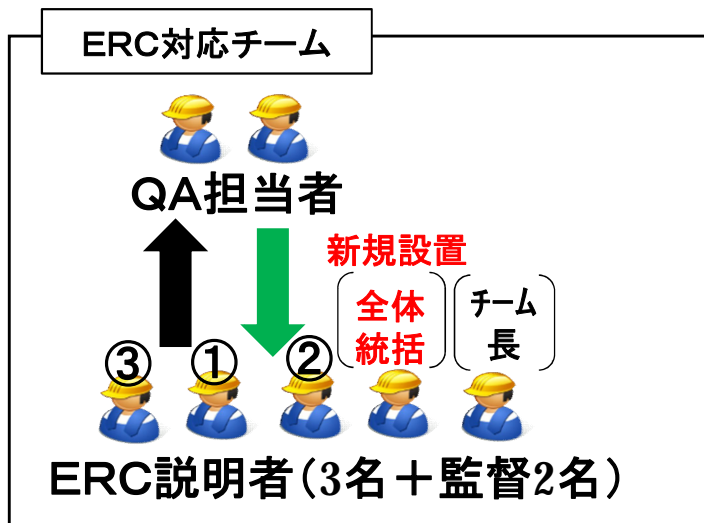 ERC対応チーム
QA担当者
新規設置
全体
統括
チーム
長
③
①
②
ERC説明者(3名+監督2名)